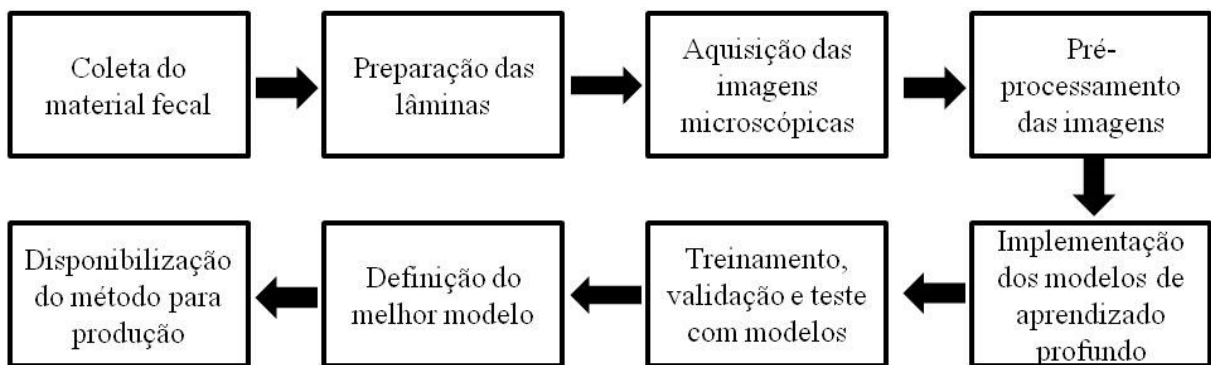 Coleta do
material fecal
Preparação das
lâminas
Aquisição das
imagens
microscópicas
Pré-
processamento
das imagens
Implementação
dos modelos de
aprendizado
profundo
Treinamento,
validação e teste
com modelos
Definição do
melhor modelo
Disponibilização
do método para
produção